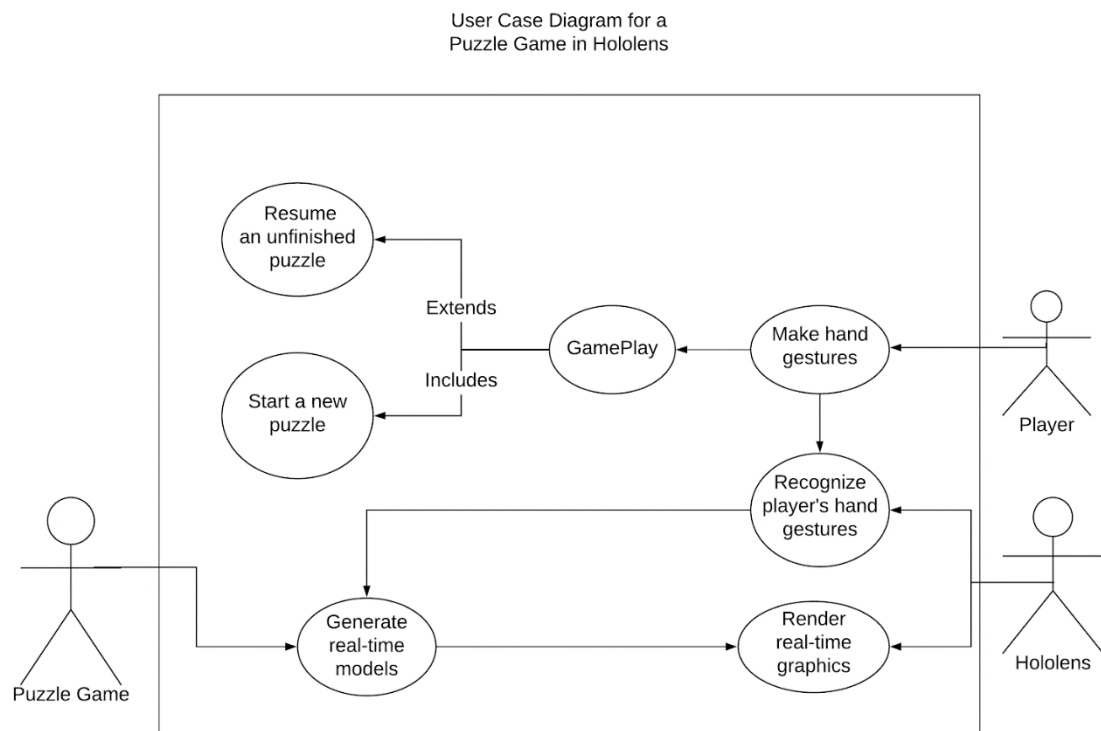 User Case Diagram for a
Puzzle Game in Hololens
Resume
an unfinished
puzzle
Extends
GamePlay
Make hand
gestures
Includes
Start a new
puzzle
Player
Recognize
player's hand
gestures
Generate
real-time
models
Render
real-time
graphics
Puzzle Game
Hololens